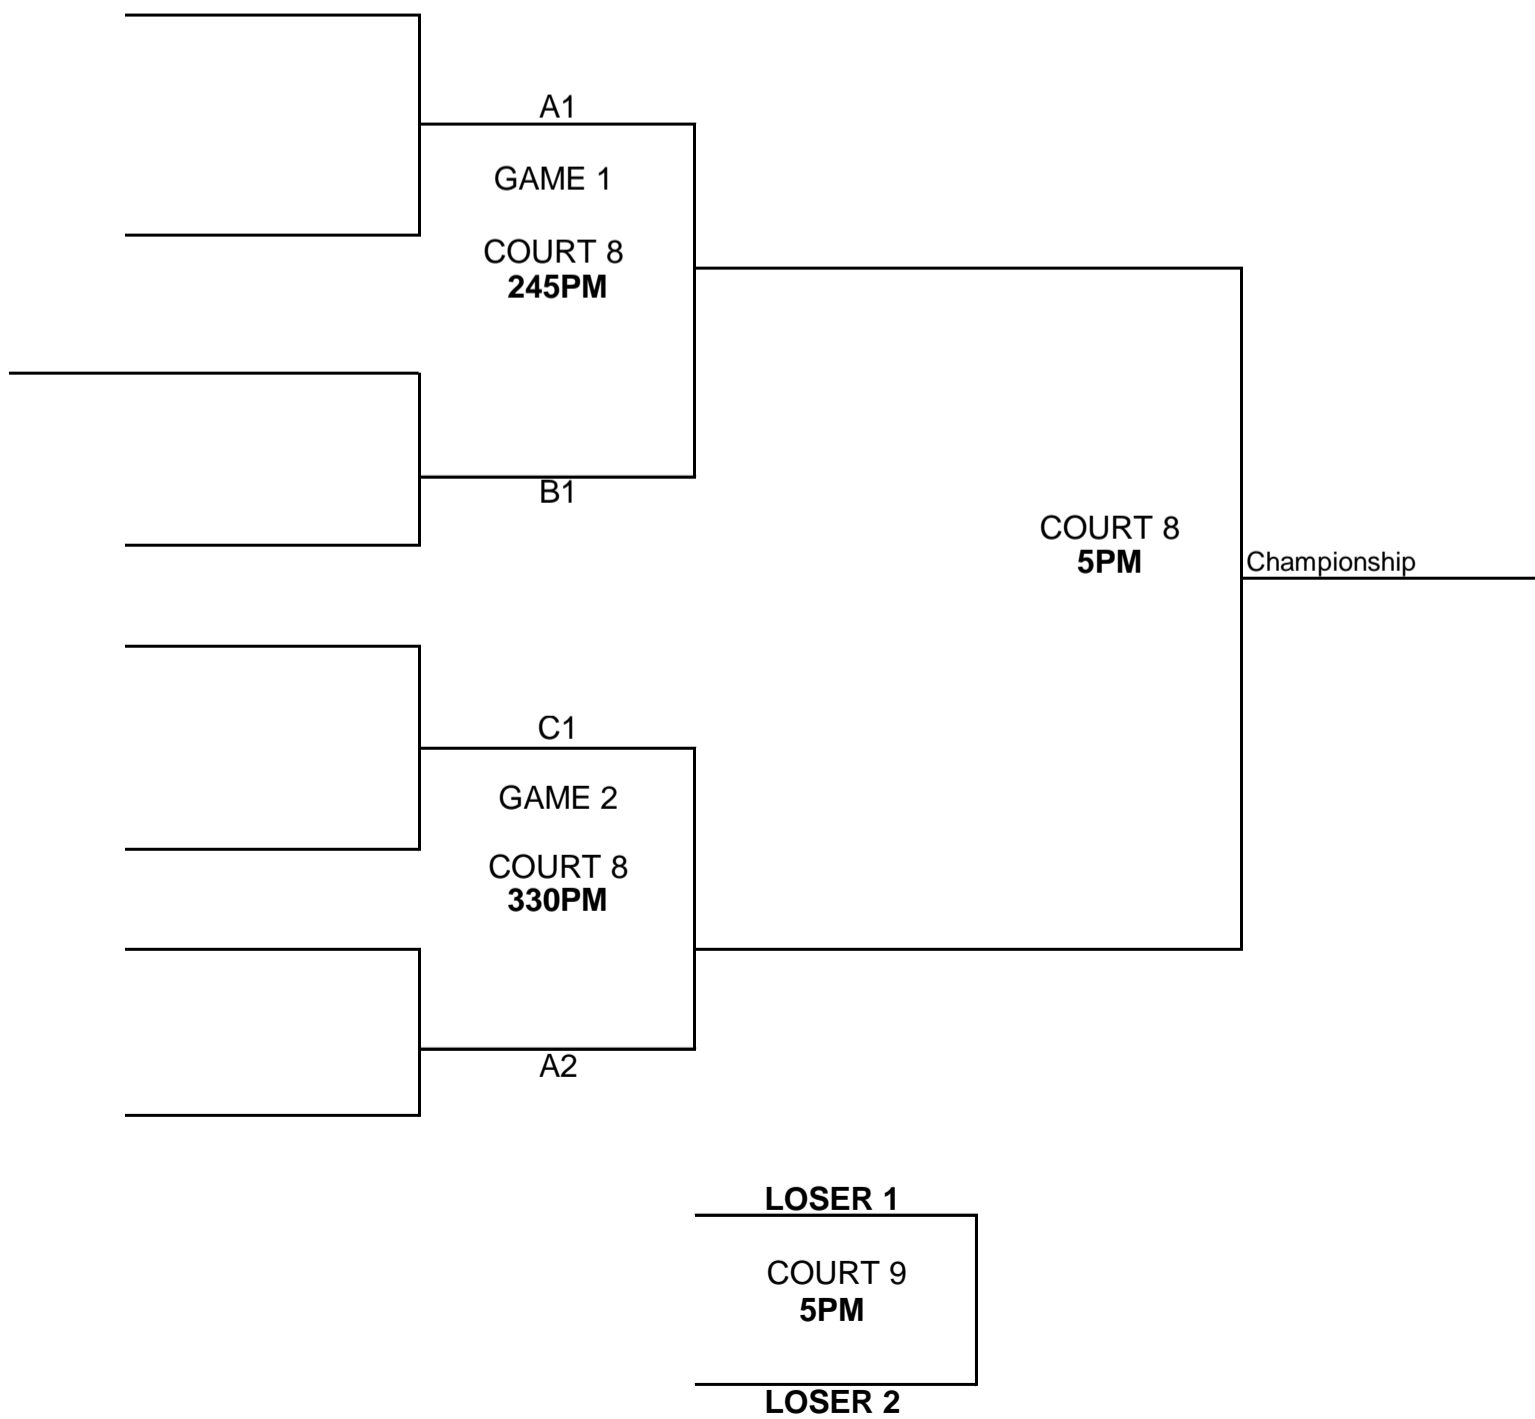 A1
GAME 1
COURT 8
245PM
B1
COURT 8
5PM
Championship
C1
GAME 2
COURT 8
330PM
A2
LOSER 1
COURT 9
5PM
LOSER 2